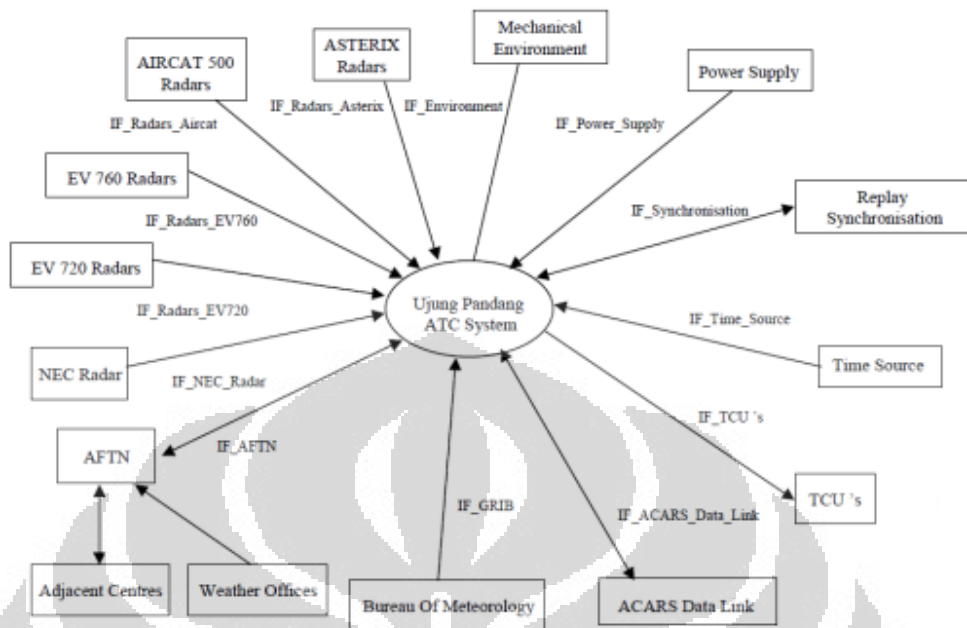 Mechanical
Environment
ASTERIX
Radars
AIRCAT 500
Radars
Power Supply
IF_Radars_Asterix
IF_Environment
IF_Radars_Aircat
IF_Power_Supply
EV 760 Radars
Replay
Synchronisation
IF_Synchronisation
IF_Radars_EV760
EV 720 Radars
Ujung Pandang
ATC System
IF_Radars_EV720
IF_Time_Source
NEC Radar
Time Source
IF_NEC_Radar
IF_TCU 's
AFTN
IF_AFTN
TCU 's
IF_GRIB
IF_ACARS_Data_Link
Adjacent Centres
Weather Offices
Bureau Of Meteorology
ACARS Data Link